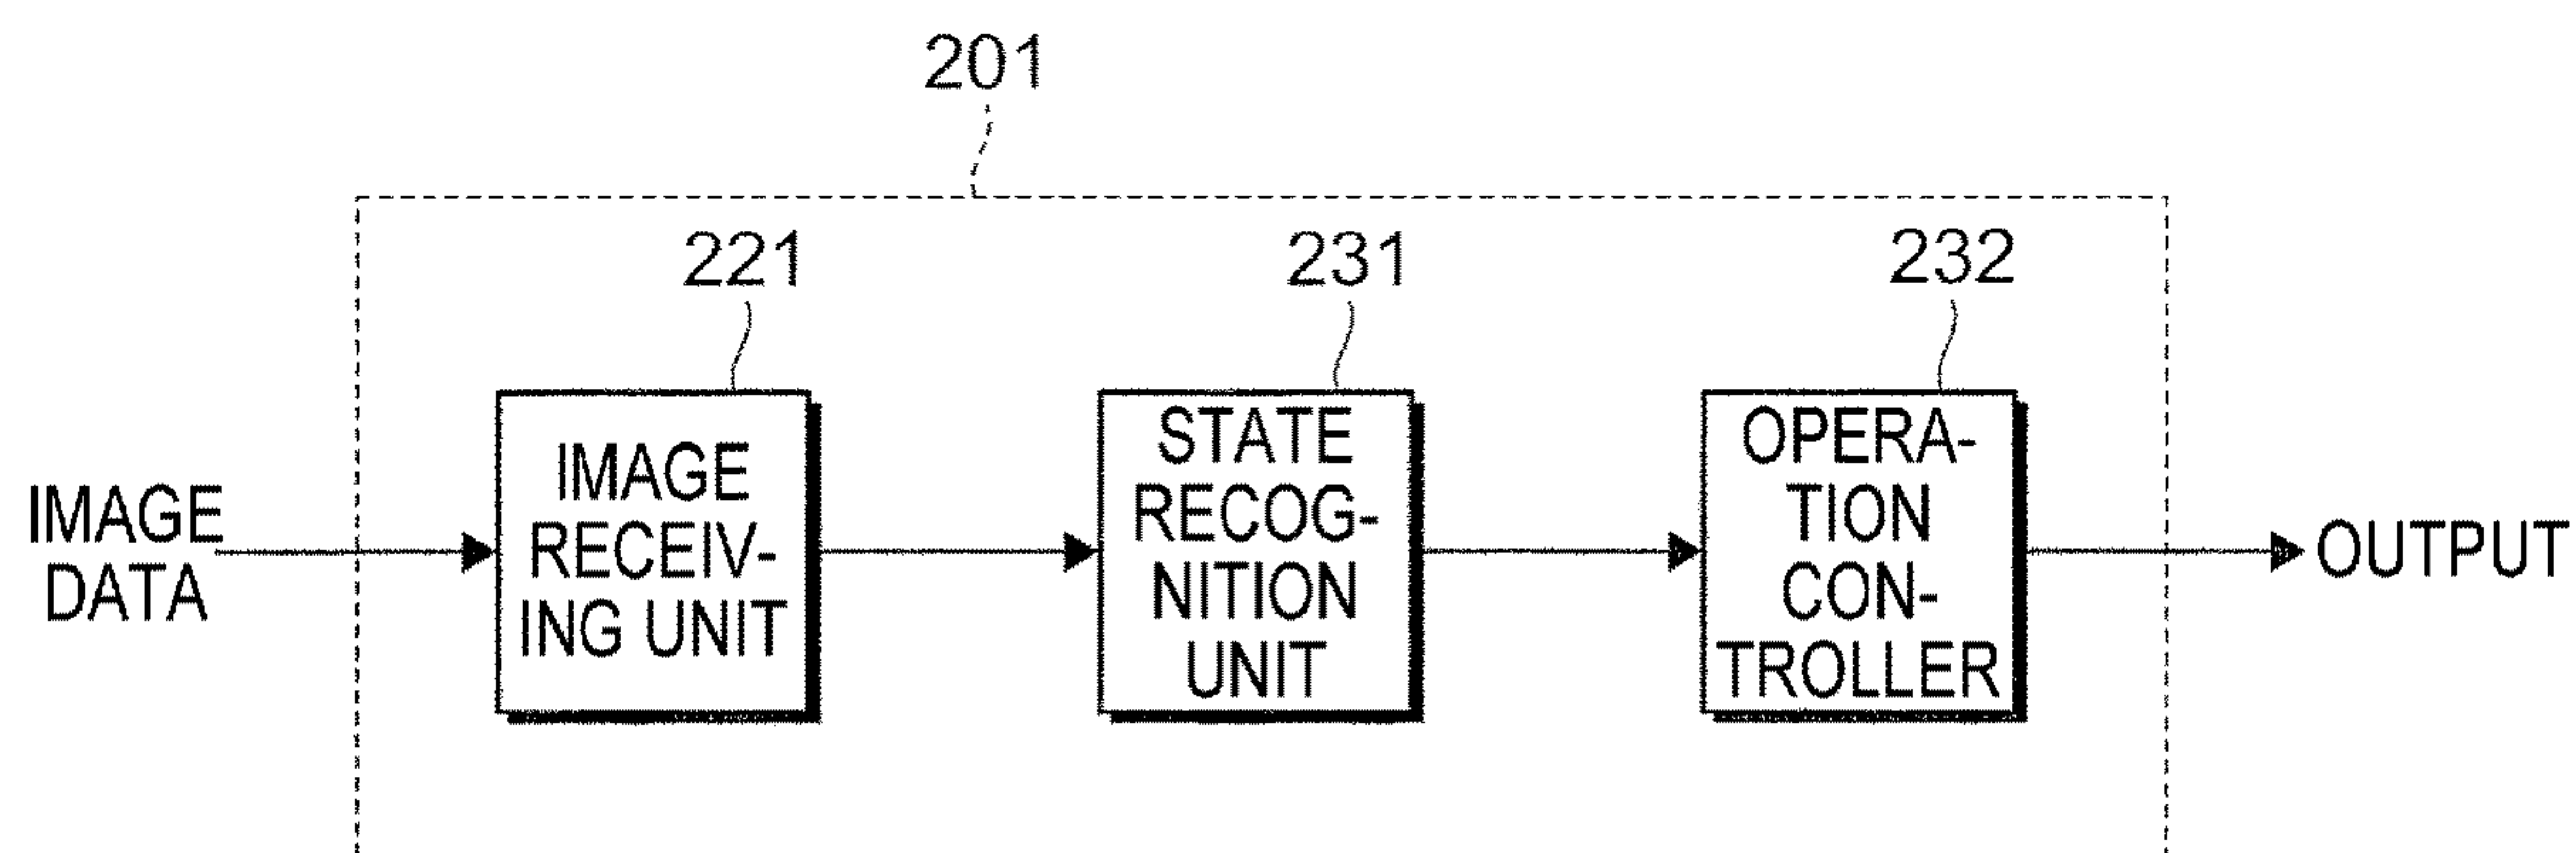 201
221
231
232
IMAGE
DATA
IMAGE
RECEIV-
ING UNIT
STATE
RECOG-
NITION
UNIT
OPERA-
TION
CON-
TROLLER
OUTPUT